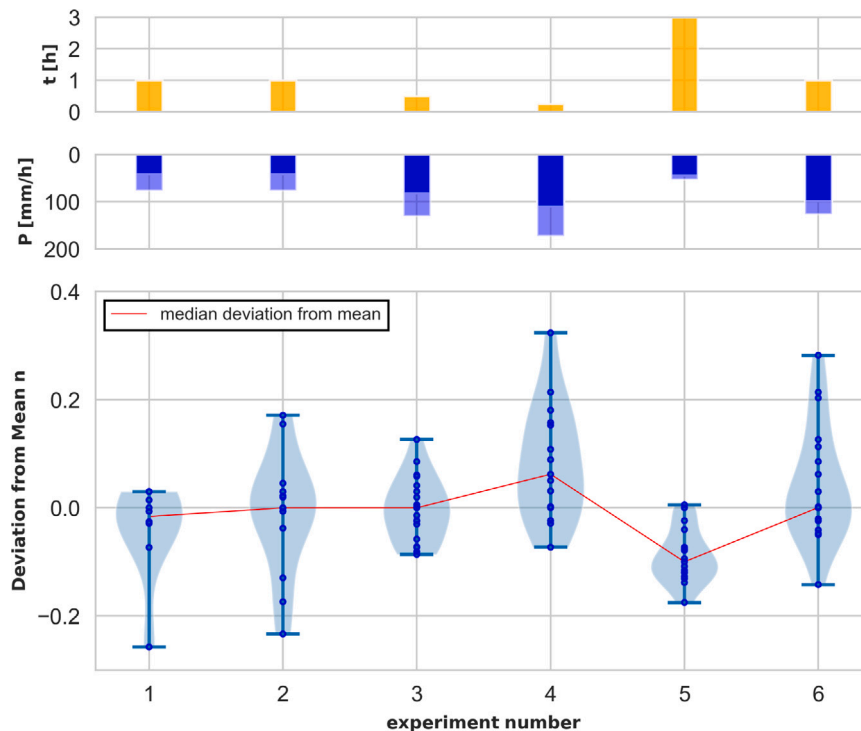 3
2
1
0
t [h]
0
100
200
P [mm/h]
0.4
0.2
0.0
−0.2
Deviation from Mean n
median deviation from mean
1 2 3 4 5 6
experiment number